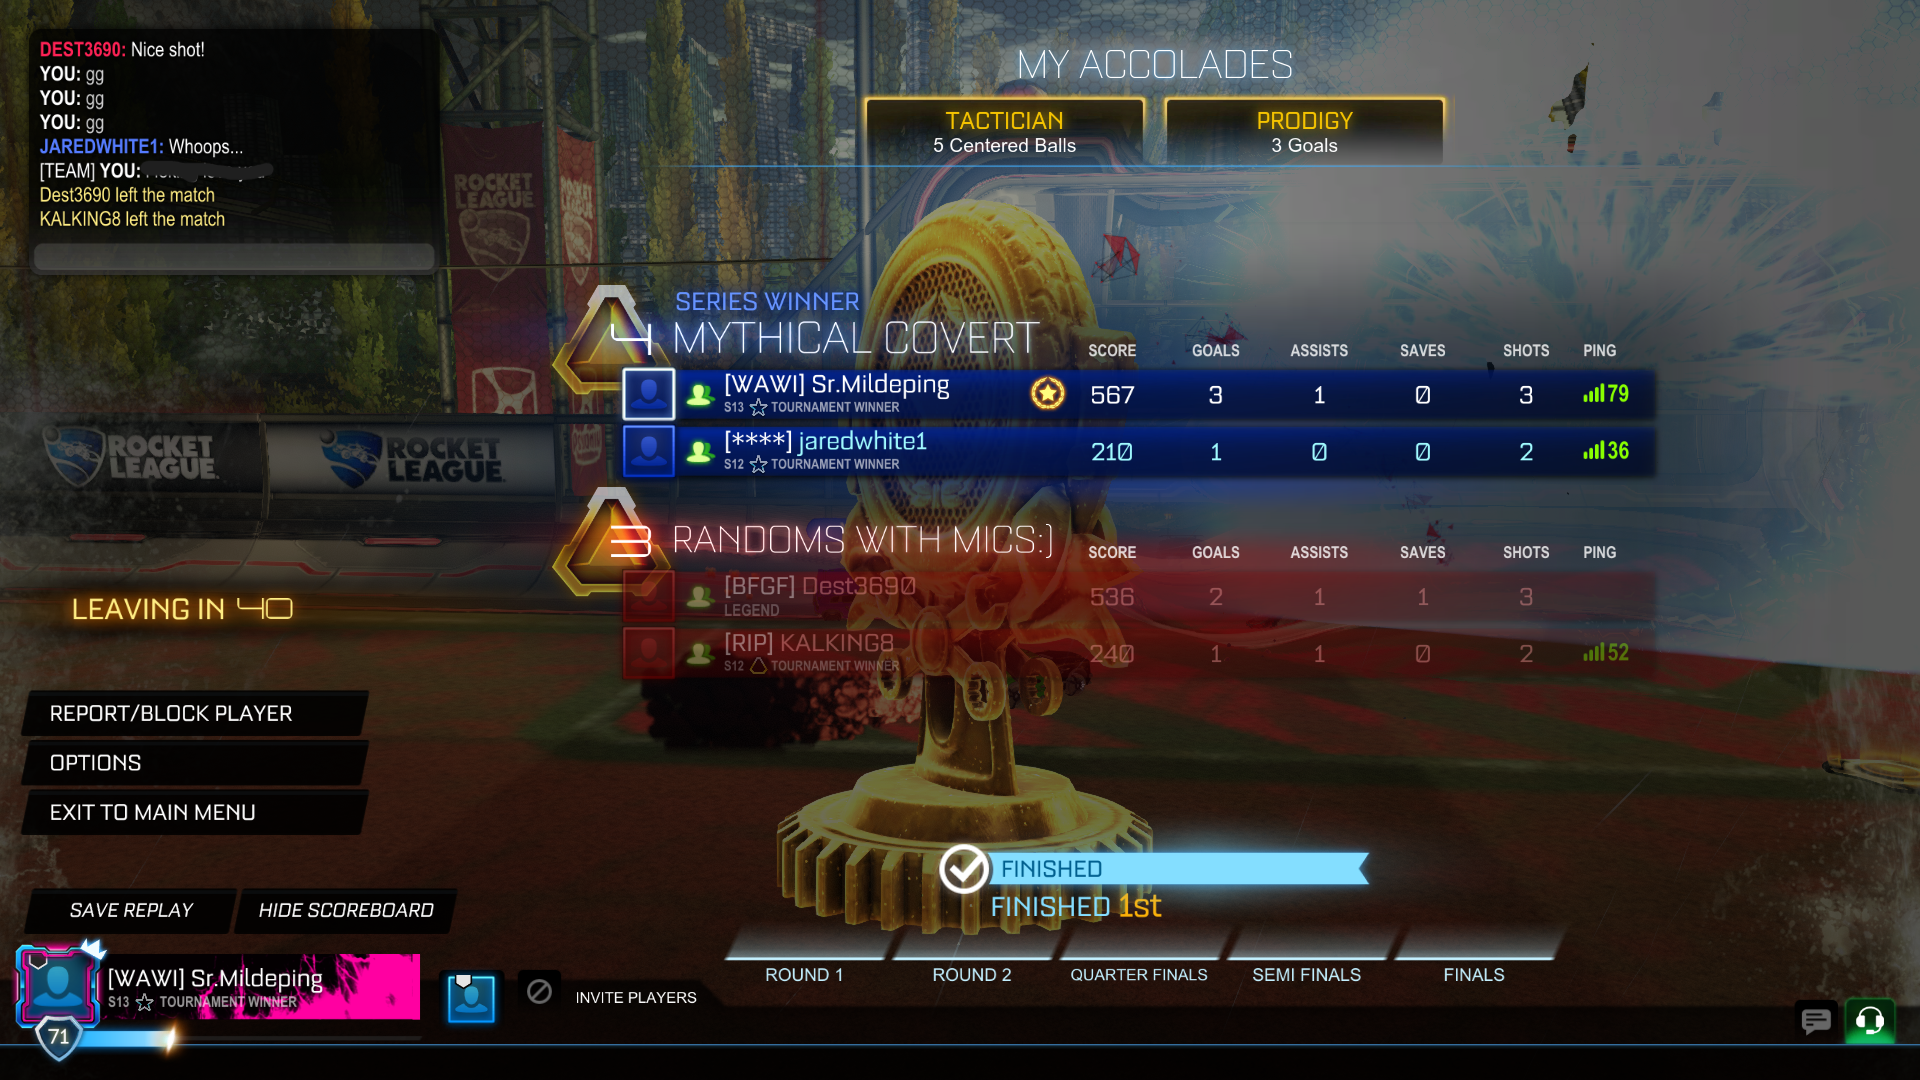 DEST3690: Nice shot!
YOU: gg
YOU: gg
YOU: gg
JAREDWHITE1: Whoops...
[TEAM] YOU:
Dest3690 left the match
KALKING8 left the match
MY ACCOLADES
TACTICIAN
5 Centered Balls
PRODIGY
3 Goals
ROCKET LEAGUE
SERIES WINNER
4 MYTHICAL COVERT
SCORE GOALS ASSISTS SAVES SHOTS PING
[WAWI] Sr.Mildeping 567 3 1 0 3 79
S13 TOURNAMENT WINNER
[****] jaredwhite1 210 1 0 0 2 36
S12 TOURNAMENT WINNER
ROCKET LEAGUE.
ROCKET LEAGUE.
3 RANDOMS WITH MICS:)
SCORE GOALS ASSISTS SAVES SHOTS PING
[BFGF] Dest3690 536 2 1 1 3
LEGEND
[RIP] KALKING8 240 1 1 0 2 52
S12 TOURNAMENT WINNER
LEAVING IN 40
REPORT/BLOCK PLAYER
OPTIONS
EXIT TO MAIN MENU
SAVE REPLAY HIDE SCOREBOARD
FINISHED
FINISHED 1st
ROUND 1 ROUND 2 QUARTER FINALS SEMI FINALS FINALS
[WAWI] Sr.Mildeping
S13 TOURNAMENT WINNER
71
INVITE PLAYERS